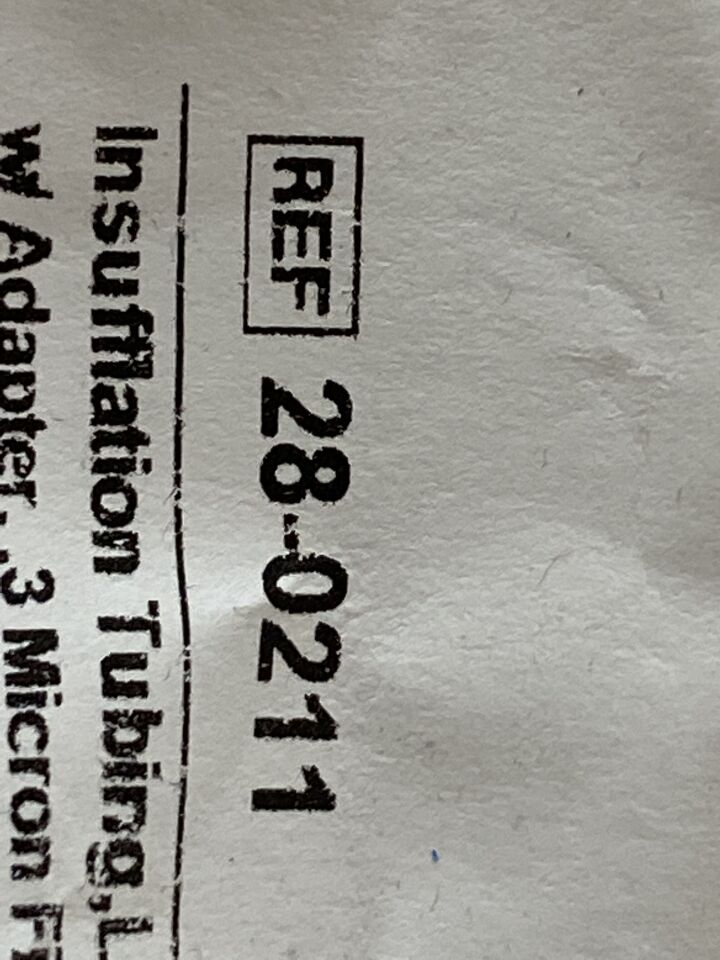 REF 28-0211
Insufflation Tubing,
w Adapter, .3 Micron